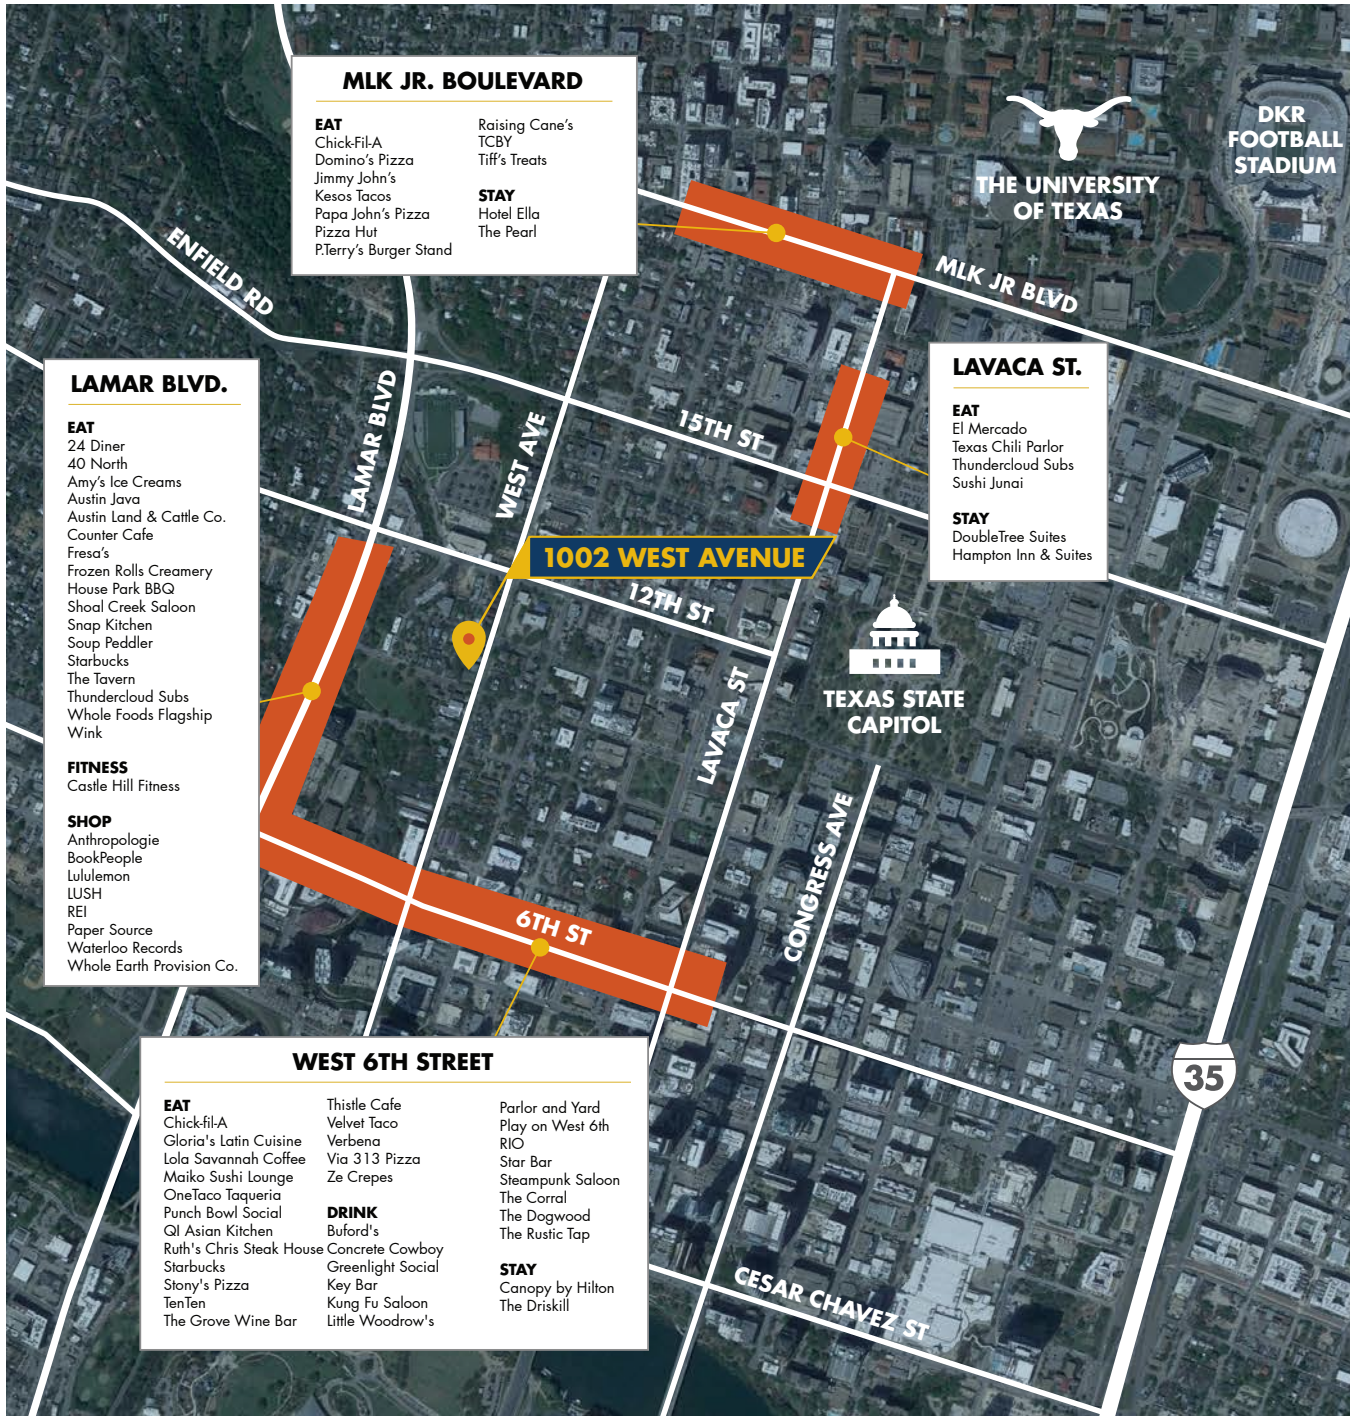 MLK JR. BOULEVARD
EAT
Chick-Fil-A
Domino's Pizza
Jimmy John's
Kesos Tacos
Papa John's Pizza
Pizza Hut
P.Terry's Burger Stand
Raising Cane's
TCBY
Tiff's Treats
STAY
Hotel Ella
The Pearl
THE UNIVERSITY
OF TEXAS
DKR
FOOTBALL
STADIUM
ENFIELD RD
MLK JR BLVD
LAMAR BLVD.
EAT
24 Diner
40 North
Amy's Ice Creams
Austin Java
Austin Land & Cattle Co.
Counter Cafe
Fresa's
Frozen Rolls Creamery
House Park BBQ
Shoal Creek Saloon
Snap Kitchen
Soup Peddler
Starbucks
The Tavern
Thundercloud Subs
Whole Foods Flagship
Wink
FITNESS
Castle Hill Fitness
SHOP
Anthropologie
BookPeople
Lululemon
LUSH
REI
Paper Source
Waterloo Records
Whole Earth Provision Co.
LAMAR BLVD
WEST AVE
15TH ST
LAVACA ST.
EAT
El Mercado
Texas Chili Parlor
Thundercloud Subs
Sushi Junai
STAY
DoubleTree Suites
Hampton Inn & Suites
1002 WEST AVENUE
12TH ST
LAVACA ST
TEXAS STATE
CAPITOL
CONGRESS AVE
6TH ST
35
WEST 6TH STREET
EAT
Chick-fil-A
Gloria's Latin Cuisine
Lola Savannah Coffee
Maiko Sushi Lounge
OneTaco Taqueria
Punch Bowl Social
QI Asian Kitchen
Ruth's Chris Steak House
Starbucks
Stony's Pizza
TenTen
The Grove Wine Bar
Thistle Cafe
Velvet Taco
Verbena
Via 313 Pizza
Ze Crepes
DRINK
Buford's
Concrete Cowboy
Greenlight Social
Key Bar
Kung Fu Saloon
Little Woodrow's
Parlor and Yard
Play on West 6th
RIO
Star Bar
Steampunk Saloon
The Corral
The Dogwood
The Rustic Tap
STAY
Canopy by Hilton
The Driskill
CESAR CHAVEZ ST